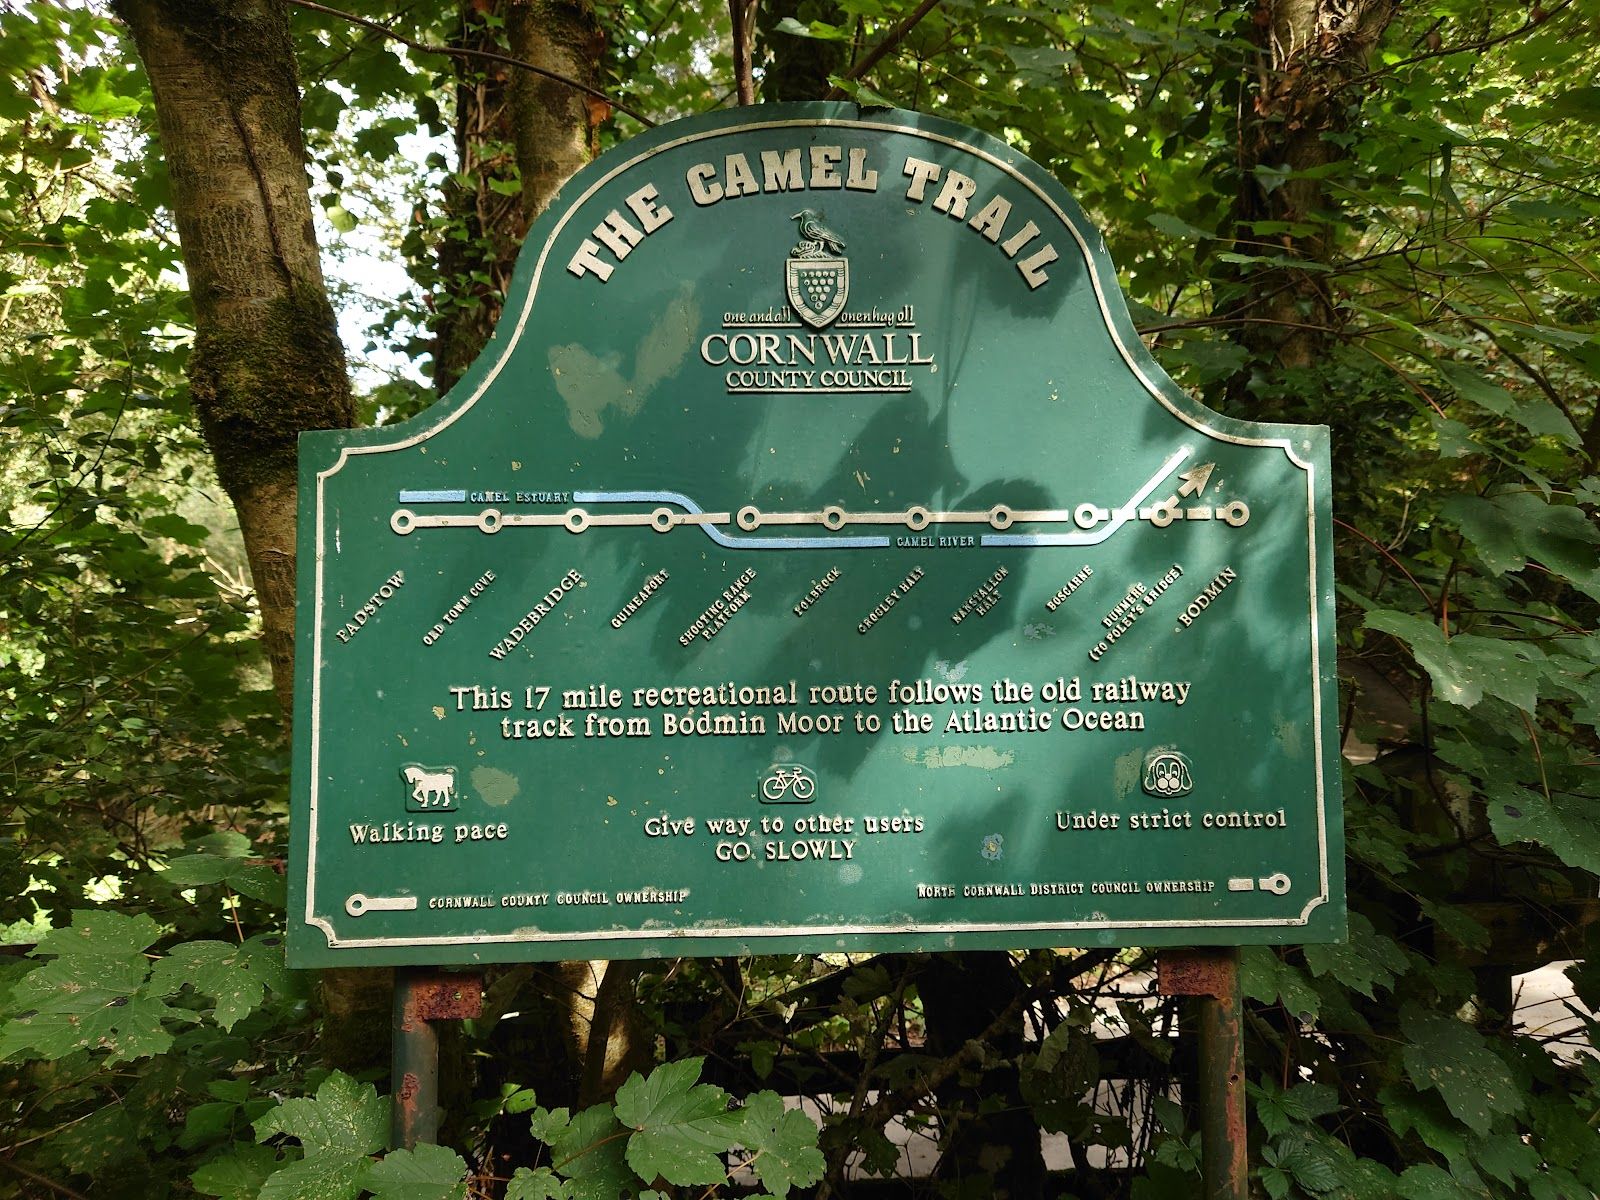 THE CAMEL TRAIL
one and all onen hag oll
CORNWALL
COUNTY COUNCIL
CAMEL ESTUARY
CAMEL RIVER
PADSTOW
OLD TOWN COVE
WADEBRIDGE
GUINEAPORT
SHOOTING RANGE
PLATFORM
POLBROCK
GROGLEY HALT
NANSTALLON
HALT
BOSCARNE
DUNMERE
(TO POLEY'S BRIDGE)
BODMIN
This 17 mile recreational route follows the old railway
track from Bodmin Moor to the Atlantic Ocean
Walking pace
Give way to other users
GO SLOWLY
Under strict control
CORNWALL COUNTY COUNCIL OWNERSHIP
NORTH CORNWALL DISTRICT COUNCIL OWNERSHIP